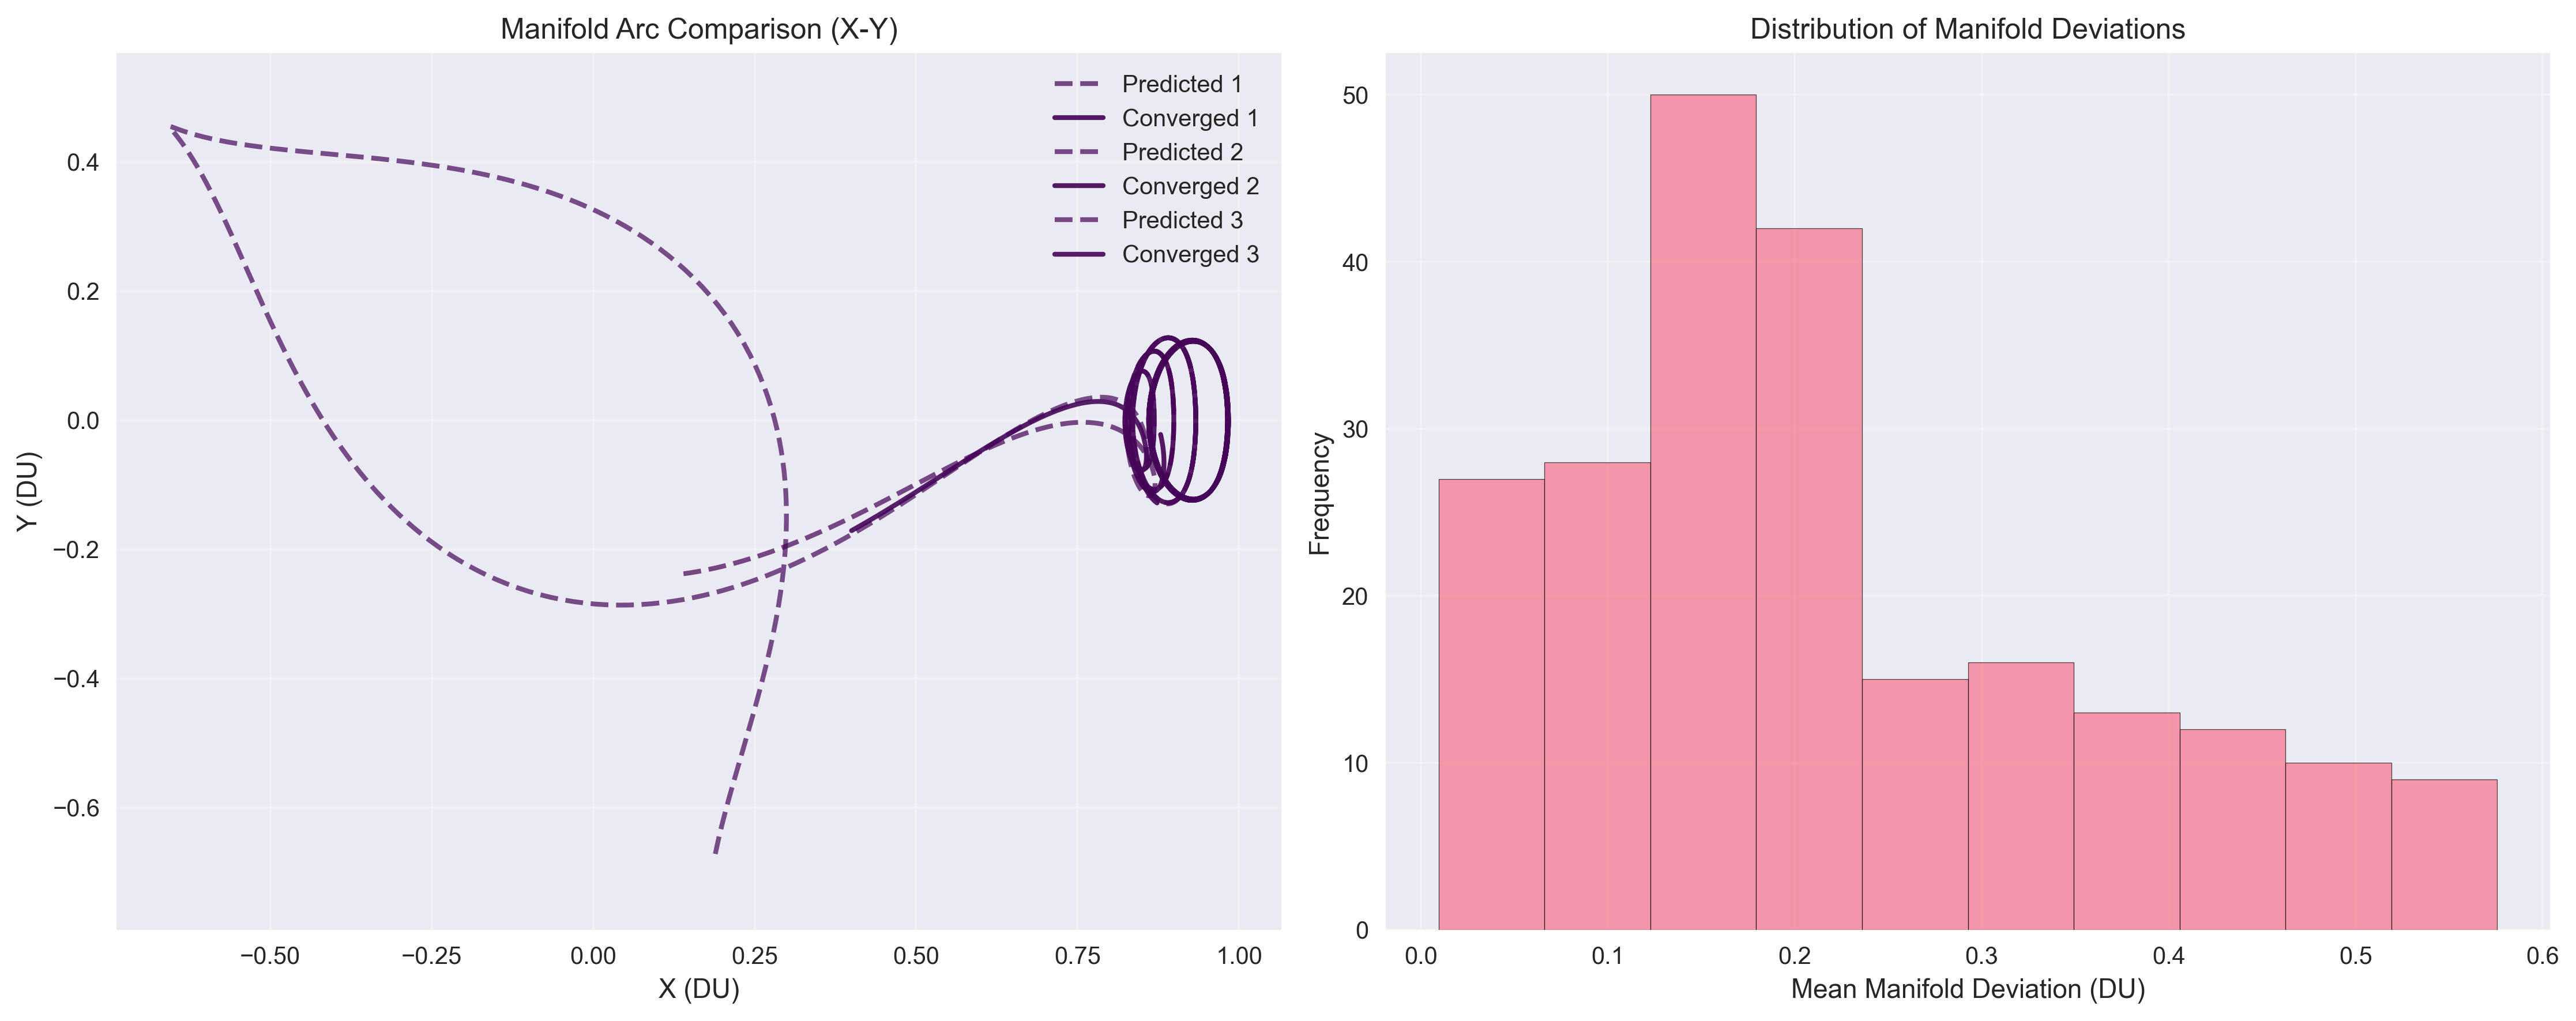 Manifold Arc Comparison (X-Y)
Predicted 1
Converged 1
Predicted 2
Converged 2
Predicted 3
Converged 3
Y (DU)
0.4
0.2
0.0
−0.2
−0.4
−0.6
−0.50
−0.25
0.00
0.25
0.50
0.75
1.00
X (DU)
Distribution of Manifold Deviations
Frequency
50
40
30
20
10
0
0.0
0.1
0.2
0.3
0.4
0.5
0.6
Mean Manifold Deviation (DU)